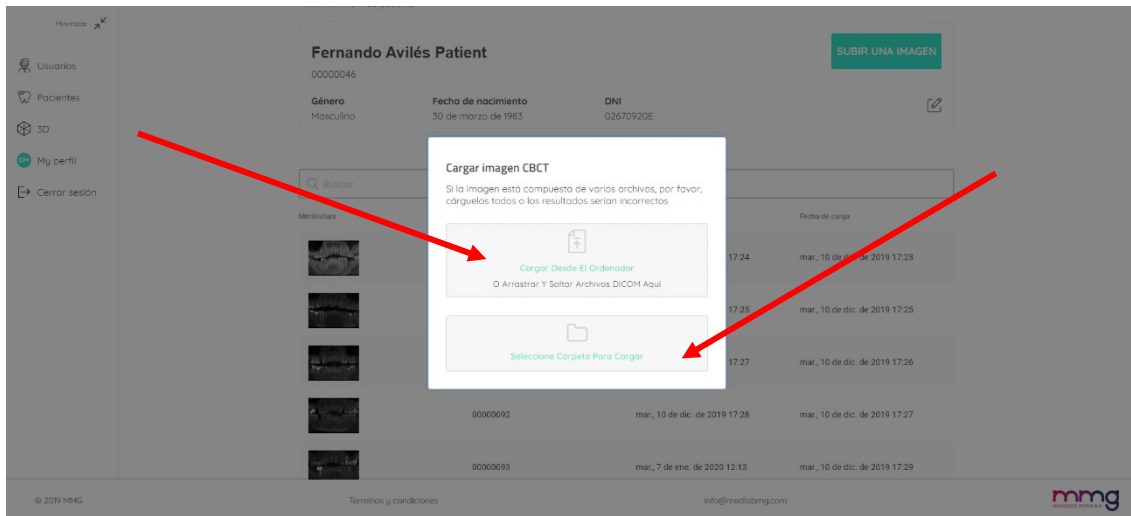 Minimizar
Usuarios
Pacientes
3D
My perfil
Cerrar sesión
Fernando Avilés Patient
00000046
SUBIR UNA IMAGEN
Género
Fecha de nacimiento
DNI
Masculino
30 de marzo de 1983
02670920E
Buscar
Miniatura
Fecha de carga
Cargar imagen CBCT
Si la imagen está compuesta de varios archivos, por favor,
cárguelos todos o los resultados serían incorrectos
Cargar Desde El Ordenador
O Arrastrar Y Soltar Archivos DICOM Aquí
Seleccione Carpeta Para Cargar
17:24
mar., 10 de dic. de 2019 17:23
17:25
mar., 10 de dic. de 2019 17:25
17:27
mar., 10 de dic. de 2019 17:26
00000092
mar., 10 de dic. de 2019 17:28
mar., 10 de dic. de 2019 17:27
00000093
mar., 7 de ene. de 2020 12:13
mar., 10 de dic. de 2019 17:29
© 2019 MMG
Términos y condiciones
info@medlabmg.com
mmg